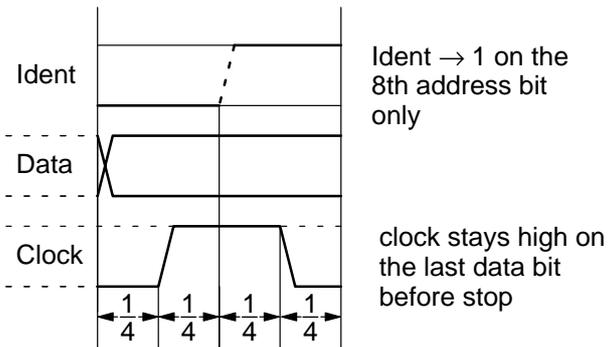 Ident
Ident → 1 on the
8th address bit
only
Data
Clock
clock stays high on
the last data bit
before stop
1/4 1/4 1/4 1/4